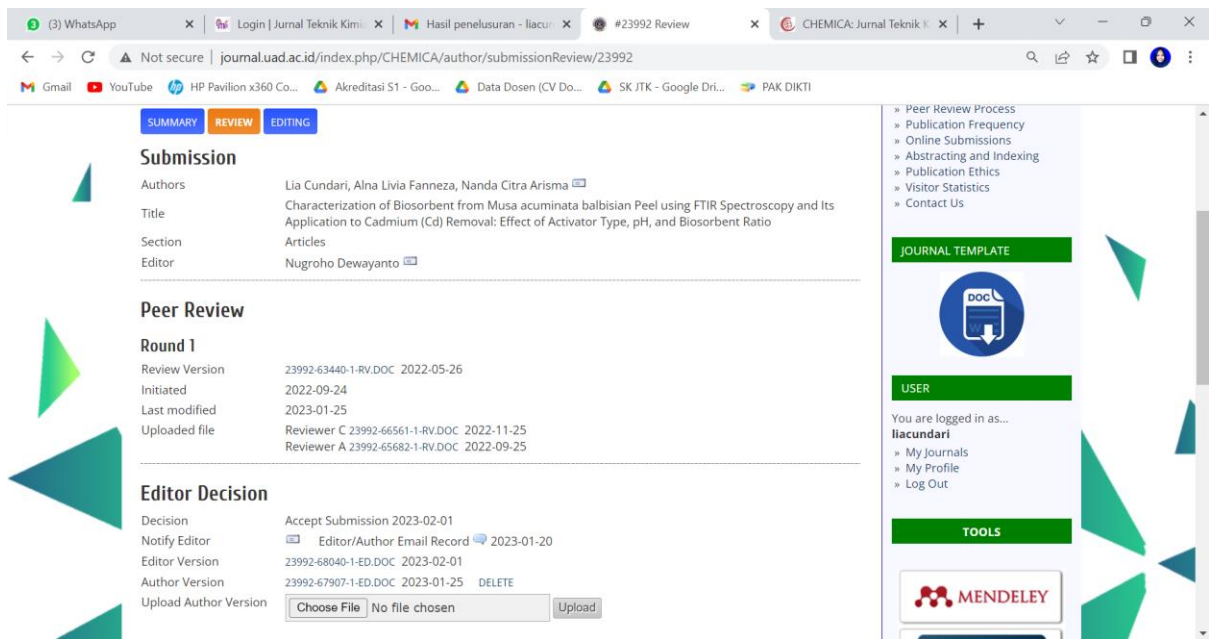 (3) WhatsApp
Login | Jurnal Teknik Kimi
Hasil penelusuran - liacur
#23992 Review
CHEMICA: Jurnal Teknik K
Not secure | journal.uad.ac.id/index.php/CHEMICA/author/submissionReview/23992
Gmail
YouTube
HP Pavilion x360 Co...
Akreditasi S1 - Goo...
Data Dosen (CV Do...
SK JTK - Google Dri...
PAK DIKTI
SUMMARY
REVIEW
EDITING
Submission
Authors Lia Cundari, Alna Livia Fanneza, Nanda Citra Arisma
Title Characterization of Biosorbent from Musa acuminata balbisian Peel using FTIR Spectroscopy and Its
Application to Cadmium (Cd) Removal: Effect of Activator Type, pH, and Biosorbent Ratio
Section Articles
Editor Nugroho Dewayanto
Peer Review
Round 1
Review Version 23992-63440-1-RV.DOC 2022-05-26
Initiated 2022-09-24
Last modified 2023-01-25
Uploaded file Reviewer C 23992-66561-1-RV.DOC 2022-11-25
Reviewer A 23992-65682-1-RV.DOC 2022-09-25
Editor Decision
Decision Accept Submission 2023-02-01
Notify Editor Editor/Author Email Record 2023-01-20
Editor Version 23992-68040-1-ED.DOC 2023-02-01
Author Version 23992-67907-1-ED.DOC 2023-01-25 DELETE
Upload Author Version Choose File No file chosen Upload
» Peer Review Process
» Publication Frequency
» Online Submissions
» Abstracting and Indexing
» Publication Ethics
» Visitor Statistics
» Contact Us
JOURNAL TEMPLATE
DOC
USER
You are logged in as...
liacundari
» My Journals
» My Profile
» Log Out
TOOLS
MENDELEY